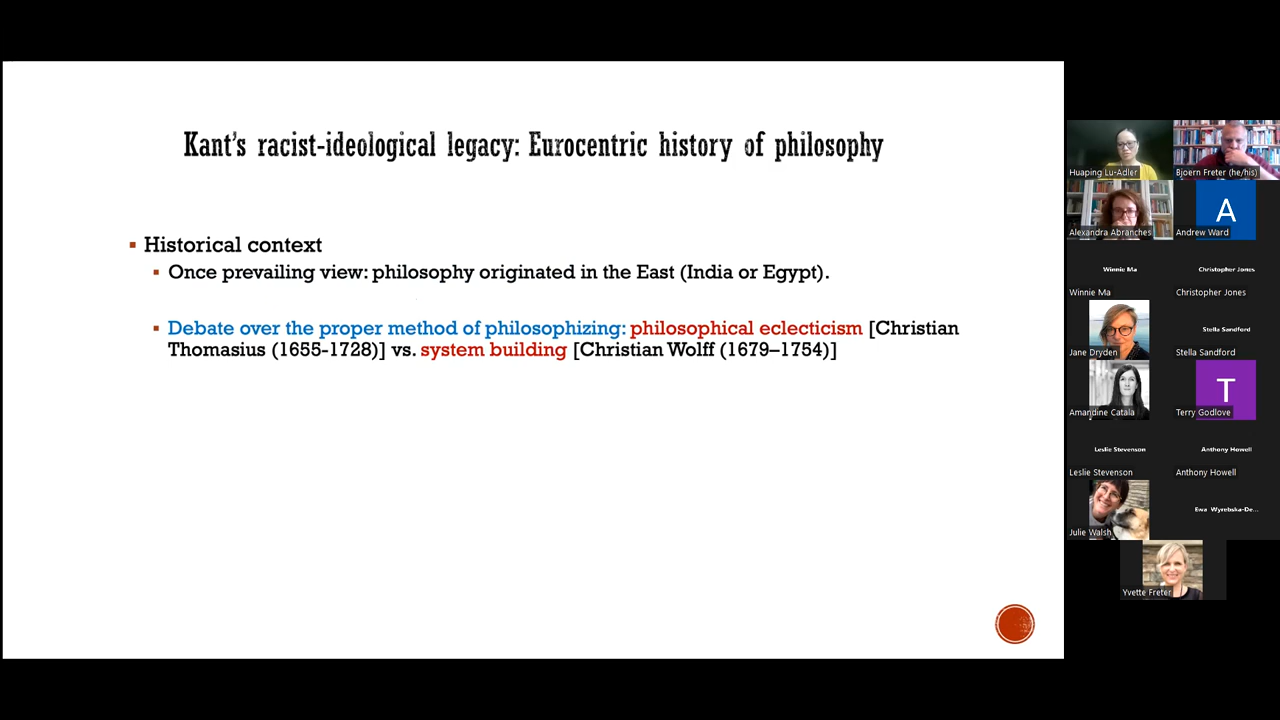 Kant's racist-ideological legacy: Eurocentric history of philosophy
▪ Historical context
▪ Once prevailing view: philosophy originated in the East (India or Egypt).
▪ Debate over the proper method of philosophizing: philosophical eclecticism [Christian
Thomasius (1655-1728)] vs. system building [Christian Wolff (1679–1754)]
Huaping Lu-Adler
Bjoern Freter (he/his)
Alexandra Abranches
A
Andrew Ward
Winnie Ma
Christopher Jones
Winnie Ma
Christopher Jones
Stella Sandford
Jane Dryden
Stella Sandford
Amandine Catala
T
Terry Godlove
Leslie Stevenson
Anthony Howell
Leslie Stevenson
Anthony Howell
Julie Walsh
Ewa Wyrębska-De...
Yvette Freter